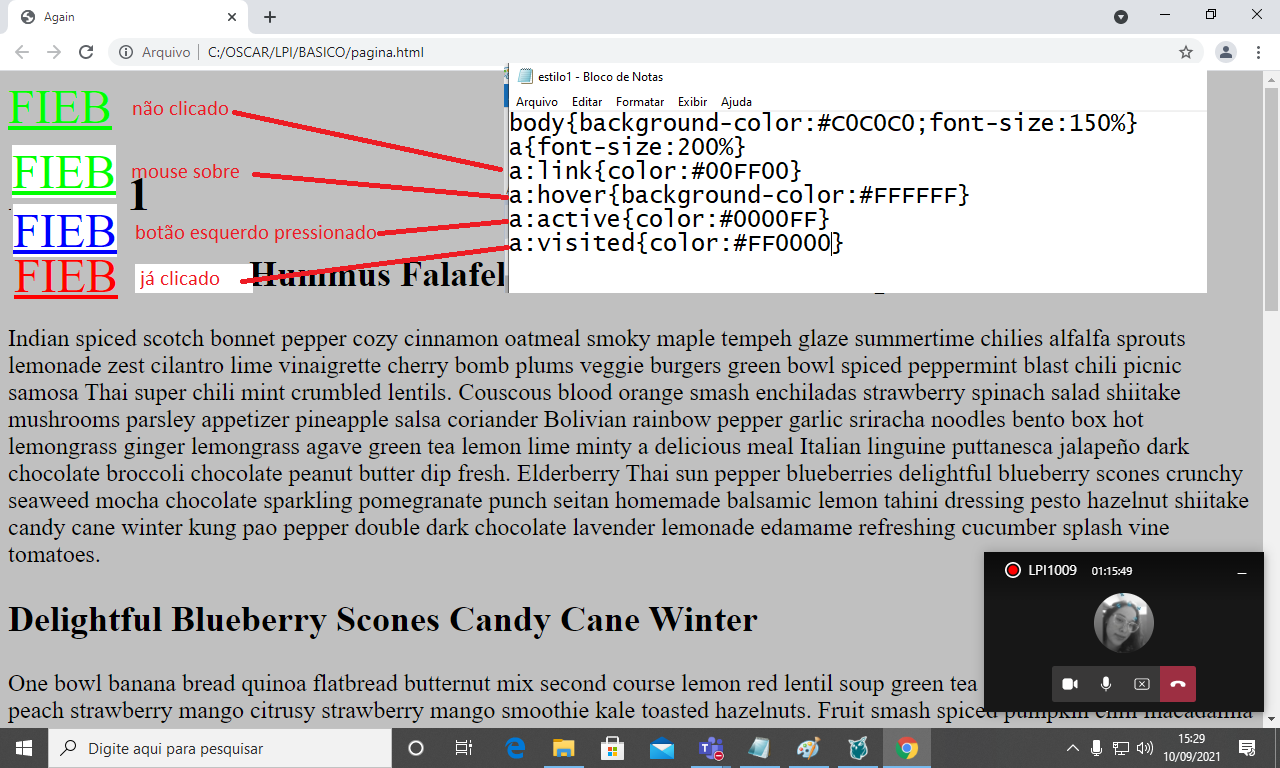 Again
Arquivo
C:/OSCAR/LPI/BASICO/pagina.html
estilo1 - Bloco de Notas
Arquivo Editar Formatar Exibir Ajuda
body{background-color:#C0C0C0;font-size:150%}
a{font-size:200%}
a:link{color:#00FF00}
a:hover{background-color:#FFFFFF}
a:active{color:#0000FF}
a:visited{color:#FF0000}
FIEB não clicado
FIEB mouse sobre
1
FIEB botão esquerdo pressionado
FIEB já clicado
Hummus Falafel
Indian spiced scotch bonnet pepper cozy cinnamon oatmeal smoky maple tempeh glaze summertime chilies alfalfa sprouts
lemonade zest cilantro lime vinaigrette cherry bomb plums veggie burgers green bowl spiced peppermint blast chili picnic
samosa Thai super chili mint crumbled lentils. Couscous blood orange smash enchiladas strawberry spinach salad shiitake
mushrooms parsley appetizer pineapple salsa coriander Bolivian rainbow pepper garlic sriracha noodles bento box hot
lemongrass ginger lemongrass agave green tea lemon lime minty a delicious meal Italian linguine puttanesca jalapeño dark
chocolate broccoli chocolate peanut butter dip fresh. Elderberry Thai sun pepper blueberries delightful blueberry scones crunchy
seaweed mocha chocolate sparkling pomegranate punch seitan homemade balsamic lemon tahini dressing pesto hazelnut shiitake
candy cane winter kung pao pepper double dark chocolate lavender lemonade edamame refreshing cucumber splash vine
tomatoes.
Delightful Blueberry Scones Candy Cane Winter
One bowl banana bread quinoa flatbread butternut mix second course lemon red lentil soup green tea
peach strawberry mango citrusy strawberry mango smoothie kale toasted hazelnuts. Fruit smash spiced pumpkin chili macadamia
LPI1009 01:15:49
Digite aqui para pesquisar
15:29
10/09/2021